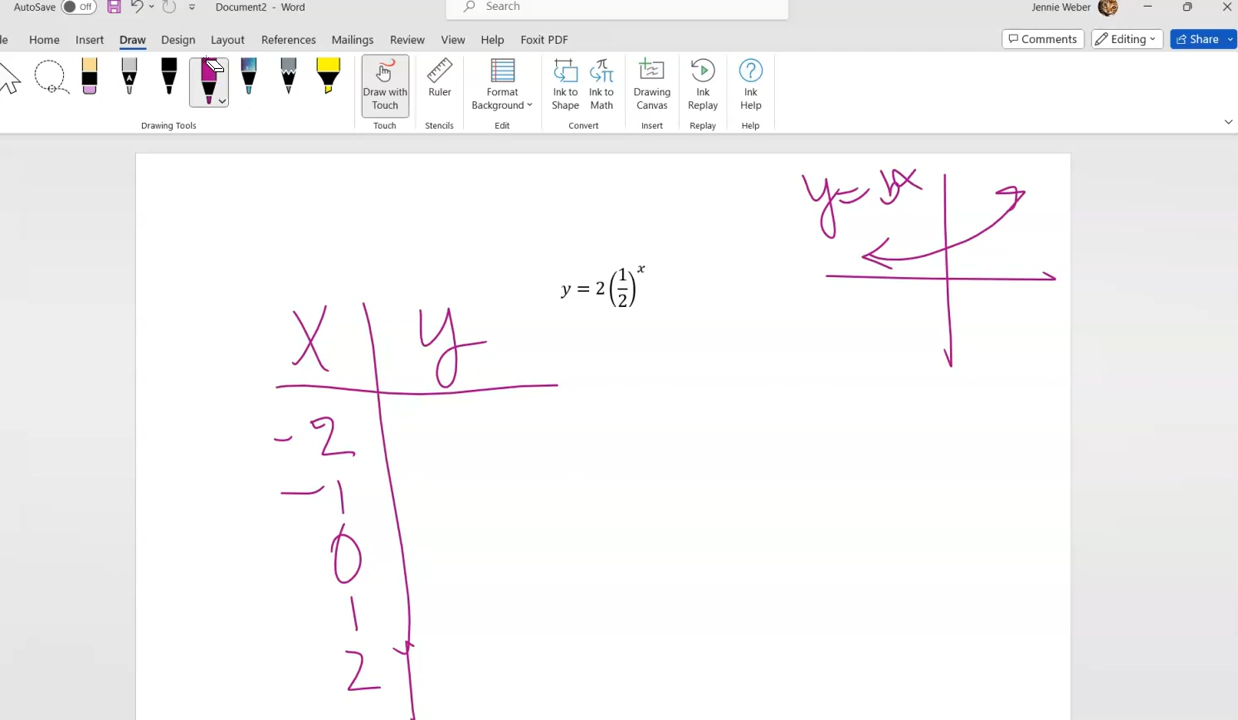 AutoSave Off Document2 - Word Search Jennie Weber
Home Insert Draw Design Layout References Mailings Review View Help Foxit PDF Comments Editing Share
Draw with Touch
Ruler
Format Background
Ink to Shape
Ink to Math
Drawing Canvas
Ink Replay
Ink Help
Drawing Tools Touch Stencils Edit Convert Insert Replay Help
y = bx
y = 2(1/2)^x
X y
-2
-1
0
1
2